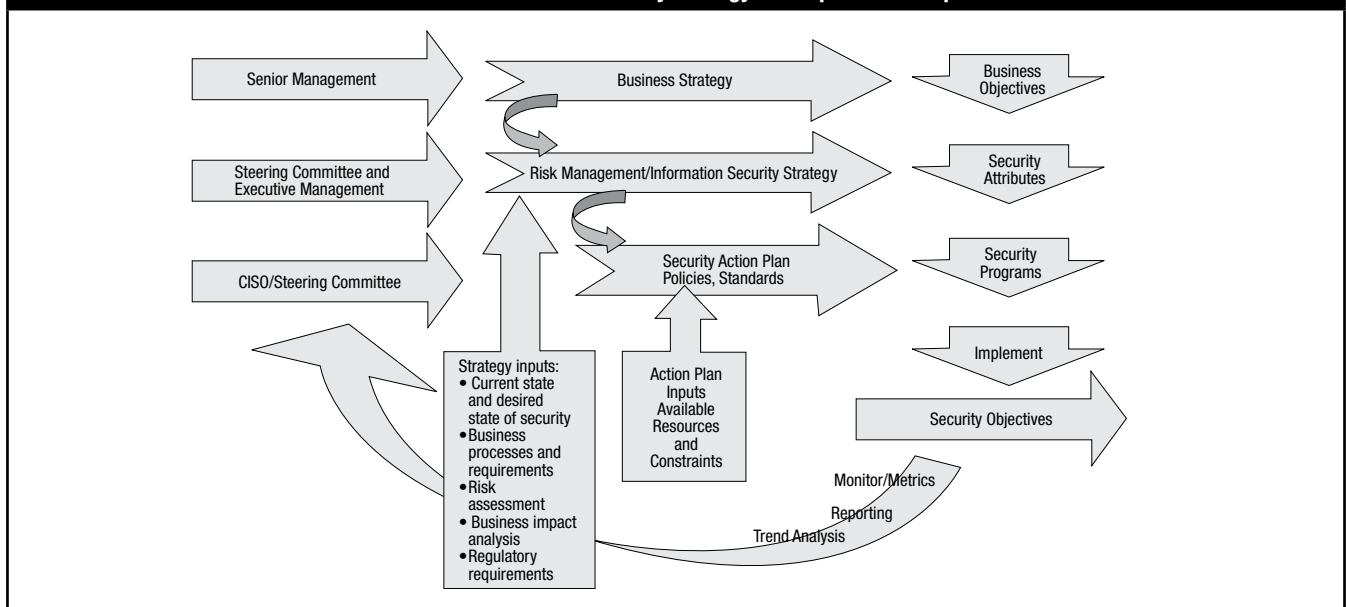 Senior Management
Business Strategy
Business
Objectives
Steering Committee and
Executive Management
Risk Management/Information Security Strategy
Security
Attributes
CISO/Steering Committee
Security Action Plan
Policies, Standards
Security
Programs
Implement
Strategy inputs:
• Current state
and desired
state of security
•Business
processes and
requirements
•Risk
assessment
• Business impact
analysis
•Regulatory
requirements
Action Plan
Inputs
Available
Resources
and
Constraints
Security Objectives
Monitor/Metrics
Reporting
Trend Analysis